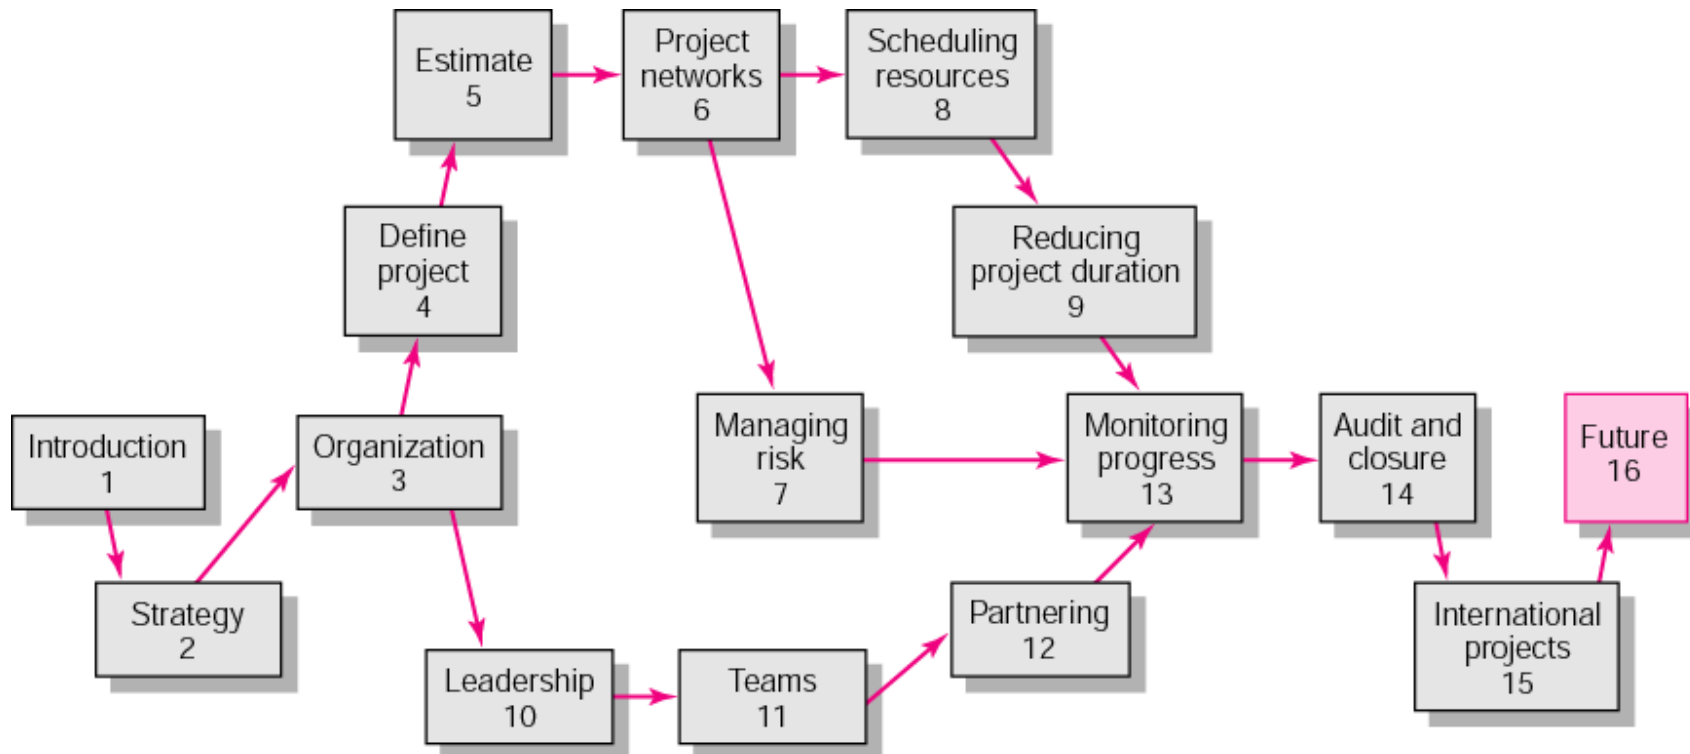 Introduction
1
Strategy
2
Organization
3
Define
project
4
Estimate
5
Project
networks
6
Managing
risk
7
Scheduling
resources
8
Reducing
project duration
9
Leadership
10
Teams
11
Partnering
12
Monitoring
progress
13
Audit and
closure
14
International
projects
15
Future
16